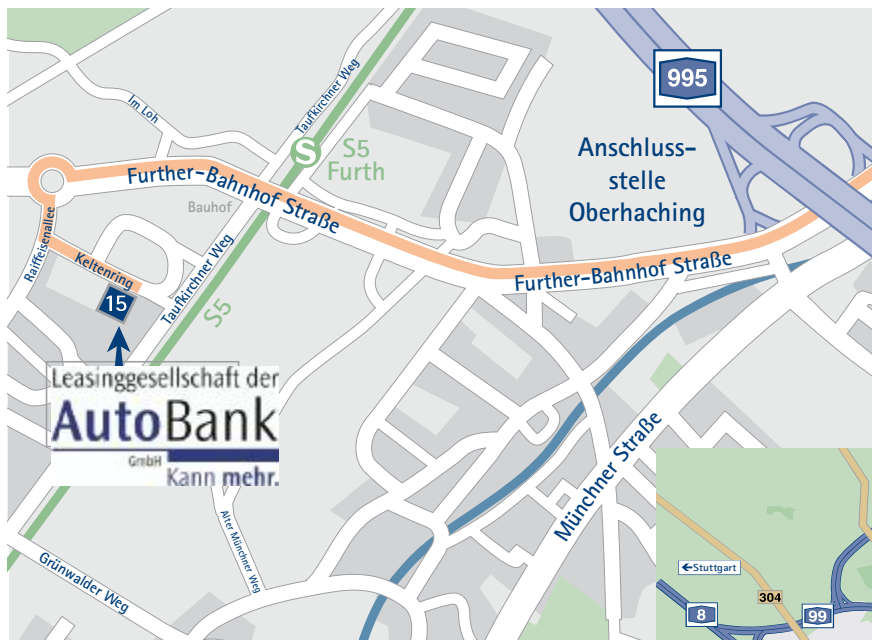 995
Anschluss-
stelle
Oberhaching
Taufkirchner Weg
Im Loh
S
S5
Furth
Further-Bahnhof Straße
Bauhof
Raiffeisenallee
Keltenring
15
Taufkirchner Weg
S5
Further-Bahnhof Straße
Leasinggesellschaft der
AutoBank
GmbH
Kann mehr.
Münchner Straße
Alter Münchner Weg
Grünwalder Weg
Stuttgart
304
8
99